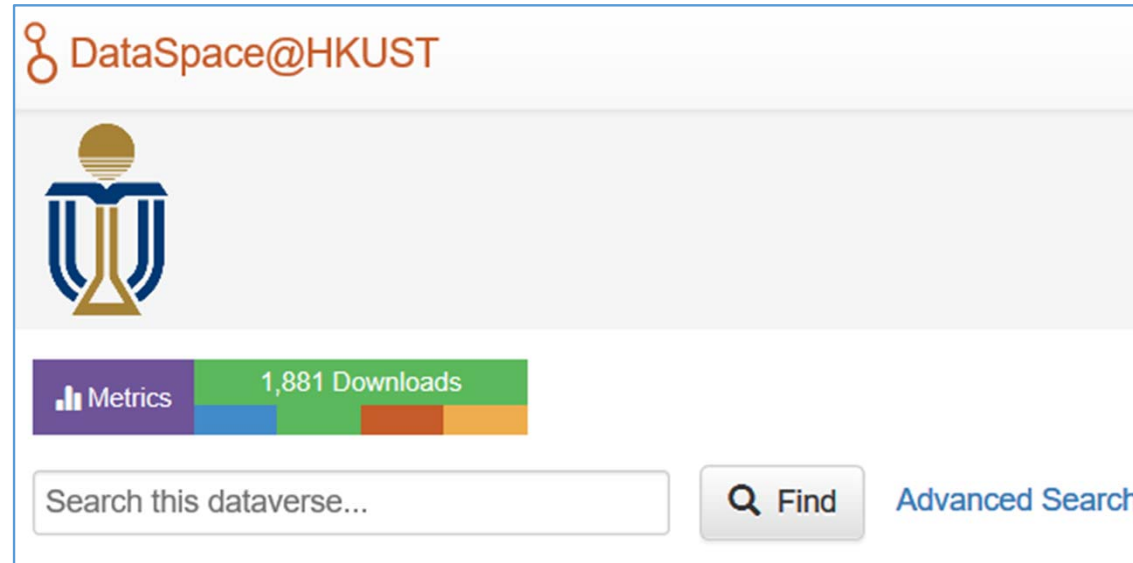 DataSpace@HKUST
Metrics
1,881 Downloads
Search this dataverse...
Find
Advanced Search